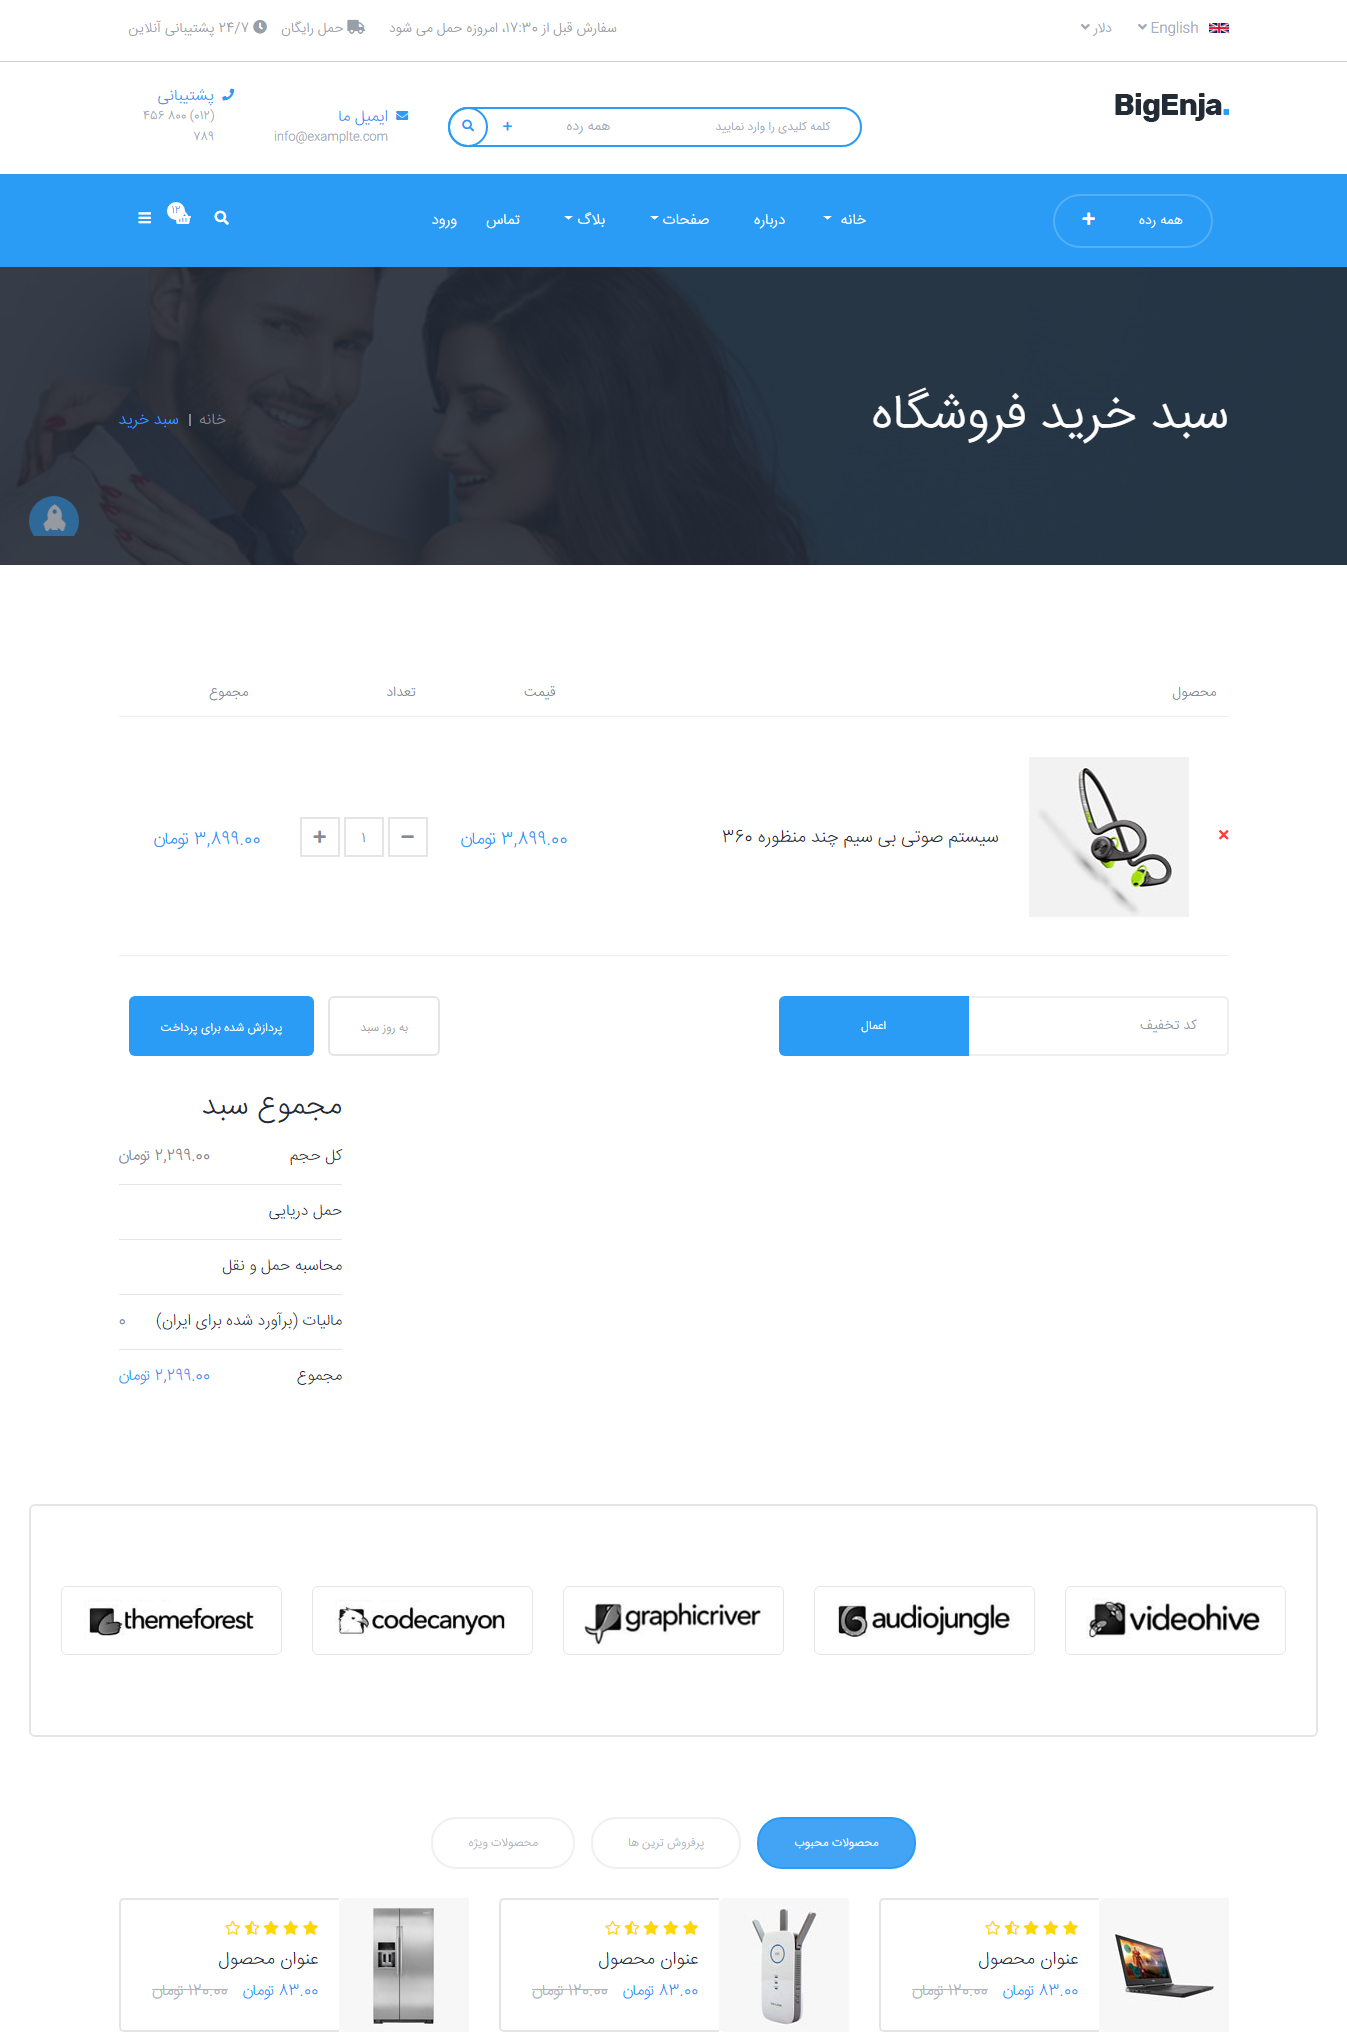 English دلار
سفارش قبل از ۱۷:۳۰، امروزه حمل می شود حمل رایگان ۲۴/۷ پشتیبانی آنلاین
BigEnja.
کلمه کلیدی را وارد نمایید همه رده
ایمیل ما
info@examplte.com
پشتیبانی
(۰۱۲) ۸۰۰ ۴۵۶
۷۸۹
همه رده
خانه درباره صفحات بلاگ تماس ورود
۱۲
سبد خرید فروشگاه
خانه | سبد خرید
محصول قیمت تعداد مجموع
سیستم صوتی بی سیم چند منظوره ۳۶۰ ۳,۸۹۹.۰۰ تومان ۱ ۳,۸۹۹.۰۰ تومان
کد تخفیف اعمال به روز سبد پردازش شده برای پرداخت
مجموع سبد
کل حجم ۲,۲۹۹.۰۰ تومان
حمل دریایی
محاسبه حمل و نقل
مالیات (برآورد شده برای ایران) ۰
مجموع ۲,۲۹۹.۰۰ تومان
themeforest codecanyon graphicriver audiojungle videohive
محصولات محبوب پرفروش ترین ها محصولات ویژه
عنوان محصول
۸۳.۰۰ تومان ۱۲۰.۰۰ تومان
عنوان محصول
۸۳.۰۰ تومان ۱۲۰.۰۰ تومان
عنوان محصول
۸۳.۰۰ تومان ۱۲۰.۰۰ تومان